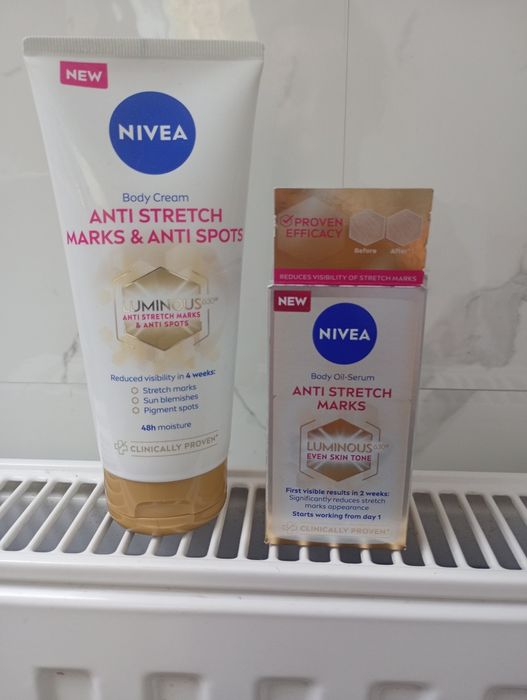 NEW
NIVEA
Body Cream
ANTI STRETCH
MARKS & ANTI SPOTS
LUMINOUS630®
ANTI STRETCH MARKS
& ANTI SPOTS
Reduced visibility in 4 weeks:
Stretch marks
Sun blemishes
Pigment spots
48h moisture
CLINICALLY PROVEN*
PROVEN
EFFICACY
Before
After*
REDUCES VISIBILITY OF STRETCH MARKS
NEW
NIVEA
Body Oil-Serum
ANTI STRETCH
MARKS
LUMINOUS630®
EVEN SKIN TONE
First visible results in 2 weeks:
Significantly reduces stretch
marks appearance
Starts working from day 1
CLINICALLY PROVEN*